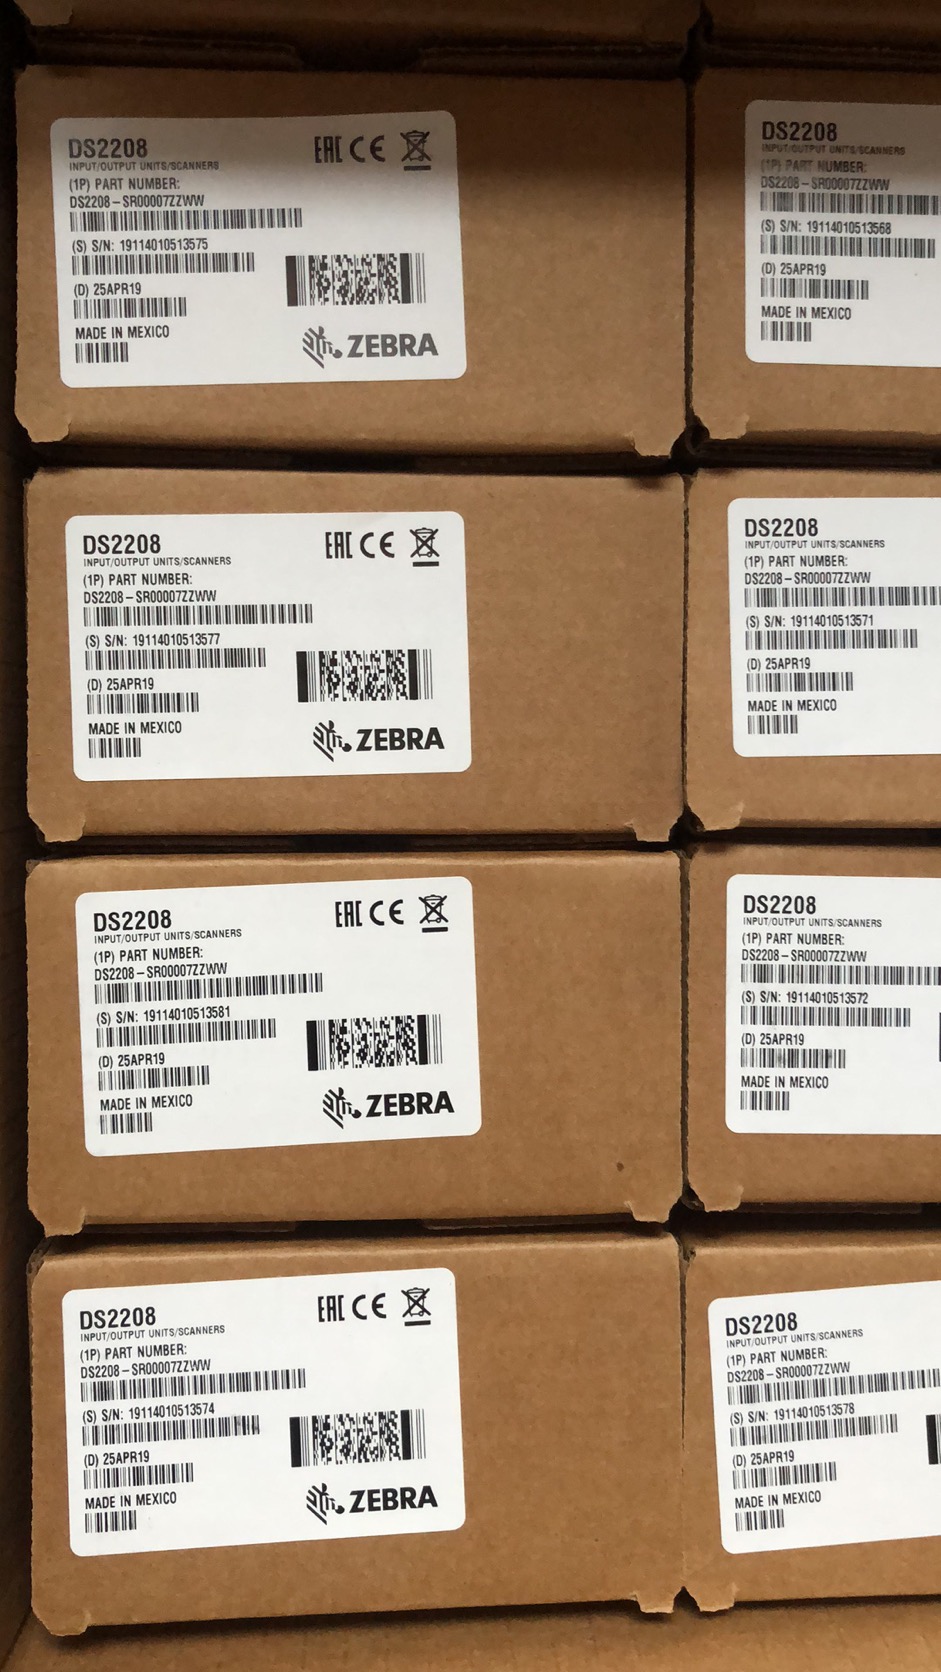 DS2208
EAC CE
INPUT/OUTPUT UNITS/SCANNERS
(1P) PART NUMBER:
DS2208-SR00007ZZWW
(S) S/N: 19114010513575
(D) 25APR19
MADE IN MEXICO
ZEBRA
DS2208
INPUT/OUTPUT UNITS/SCANNERS
(1P) PART NUMBER:
DS2208-SR00007ZZWW
(S) S/N: 19114010513568
(D) 25APR19
MADE IN MEXICO
DS2208
EAC CE
INPUT/OUTPUT UNITS/SCANNERS
(1P) PART NUMBER:
DS2208-SR00007ZZWW
(S) S/N: 19114010513577
(D) 25APR19
MADE IN MEXICO
ZEBRA
DS2208
INPUT/OUTPUT UNITS/SCANNERS
(1P) PART NUMBER:
DS2208-SR00007ZZWW
(S) S/N: 19114010513571
(D) 25APR19
MADE IN MEXICO
DS2208
EAC CE
INPUT/OUTPUT UNITS/SCANNERS
(1P) PART NUMBER:
DS2208-SR00007ZZWW
(S) S/N: 19114010513581
(D) 25APR19
MADE IN MEXICO
ZEBRA
DS2208
INPUT/OUTPUT UNITS/SCANNERS
(1P) PART NUMBER:
DS2208-SR00007ZZWW
(S) S/N: 19114010513572
(D) 25APR19
MADE IN MEXICO
DS2208
EAC CE
INPUT/OUTPUT UNITS/SCANNERS
(1P) PART NUMBER:
DS2208-SR00007ZZWW
(S) S/N: 19114010513574
(D) 25APR19
MADE IN MEXICO
ZEBRA
DS2208
INPUT/OUTPUT UNITS/SCANNERS
(1P) PART NUMBER:
DS2208-SR00007ZZWW
(S) S/N: 19114010513578
(D) 25APR19
MADE IN MEXICO